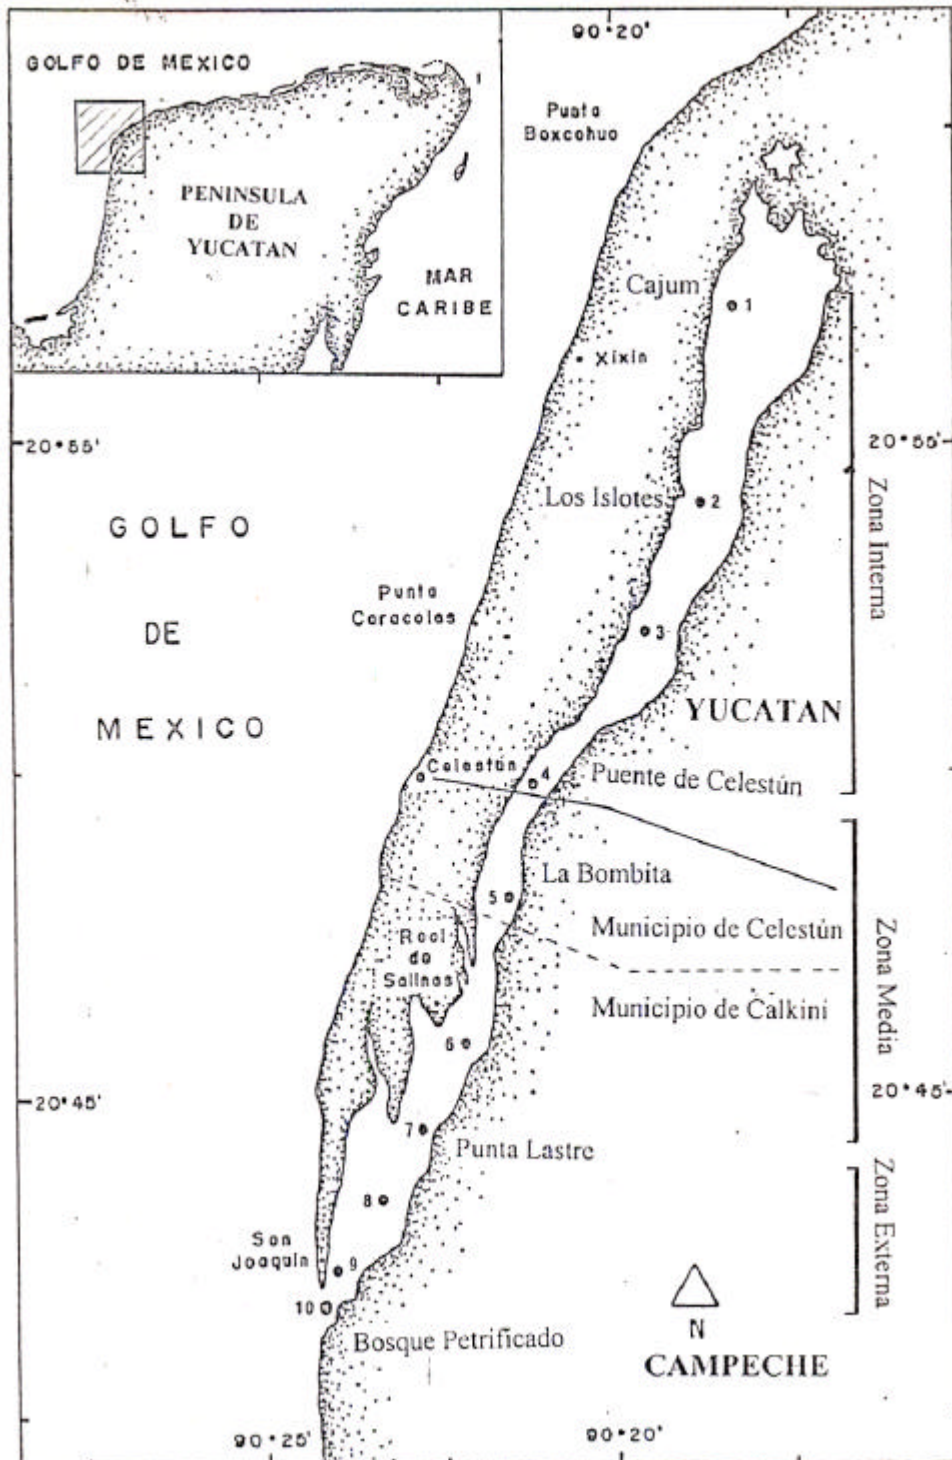 90°20'
GOLFO DE MEXICO
PENINSULA
DE
YUCATAN
MAR
CARIBE
Punta
Boxcohuo
Cajum
1
Xixin
20°55'
20°55'
Los Islotes
2
GOLFO
DE
MEXICO
Punta
Caracoles
3
Zona Interna
YUCATAN
Celestún
4
Puente de Celestún
La Bombita
5
Municipio de Celestún
Real
de
Salinas
Municipio de Calkiní
Zona Media
6
20°45'
20°45'
7
Punta Lastre
8
Zona Externa
San
Joaquin
9
10
Bosque Petrificado
N
CAMPECHE
90°25'
90°20'